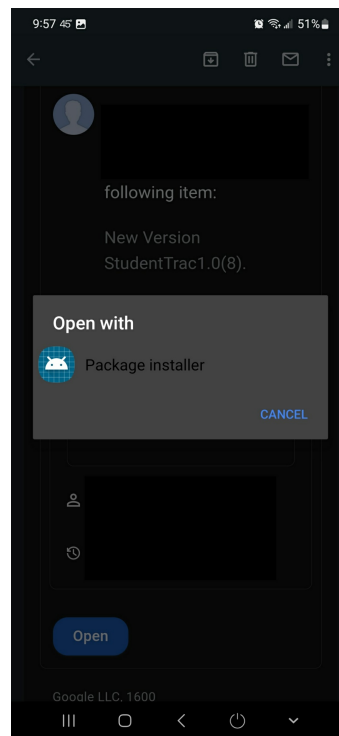 9:57 45° 51%
following item:
New Version
StudentTrac1.0(8).
Open with
Package installer
CANCEL
Open
Google LLC, 1600